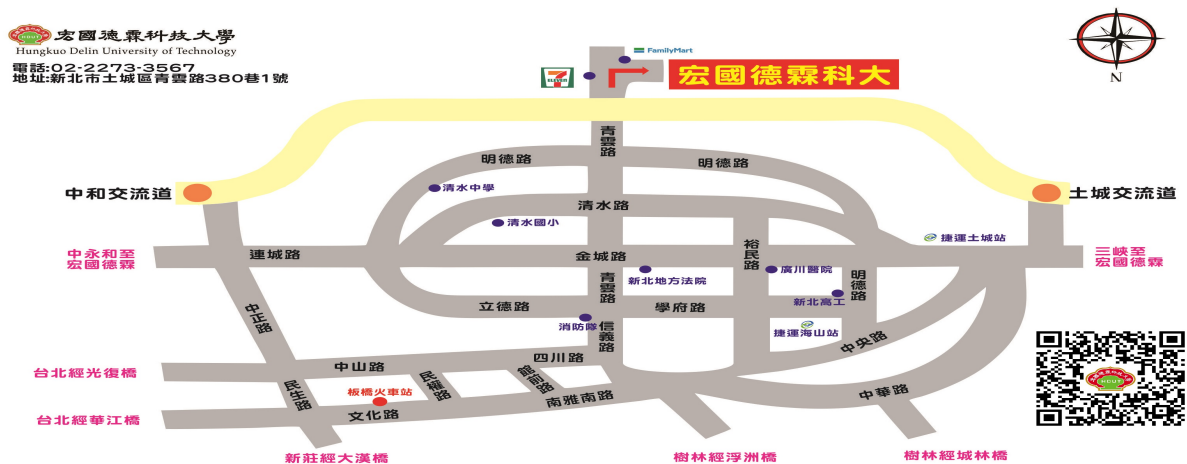 宏國德霖科技大學
Hungkuo Delin University of Technology
電話:02-2273-3567
地址:新北市土城區青雲路380巷1號
FamilyMart
7
ELEVEN
宏國德霖科大
N
青雲路
明德路
明德路
清水中學
中和交流道
土城交流道
清水路
清水國小
捷運土城站
中永和至
宏國德霖
連城路
金城路
裕民路
三峽至
宏國德霖
新北地方法院
廣川醫院
青雲路
明德路
中正路
立德路
學府路
新北高工
消防隊
信義路
捷運海山站
中央路
四川路
中山路
台北經光復橋
館前路
民權路
民生路
板橋火車站
中華路
南雅南路
文化路
台北經華江橋
HDUT
新莊經大漢橋
樹林經浮洲橋
樹林經城林橋